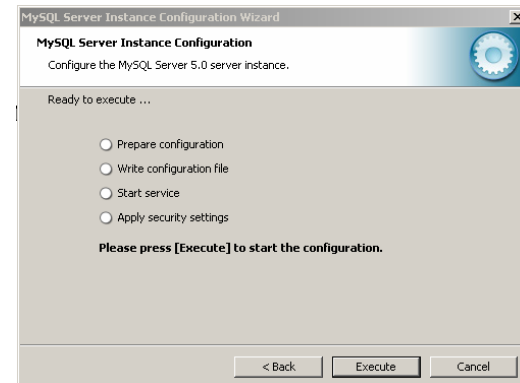 MySQL Server Instance Configuration Wizard
MySQL Server Instance Configuration
Configure the MySQL Server 5.0 server instance.
Ready to execute ...
Prepare configuration
Write configuration file
Start service
Apply security settings
Please press [Execute] to start the configuration.
< Back
Execute
Cancel